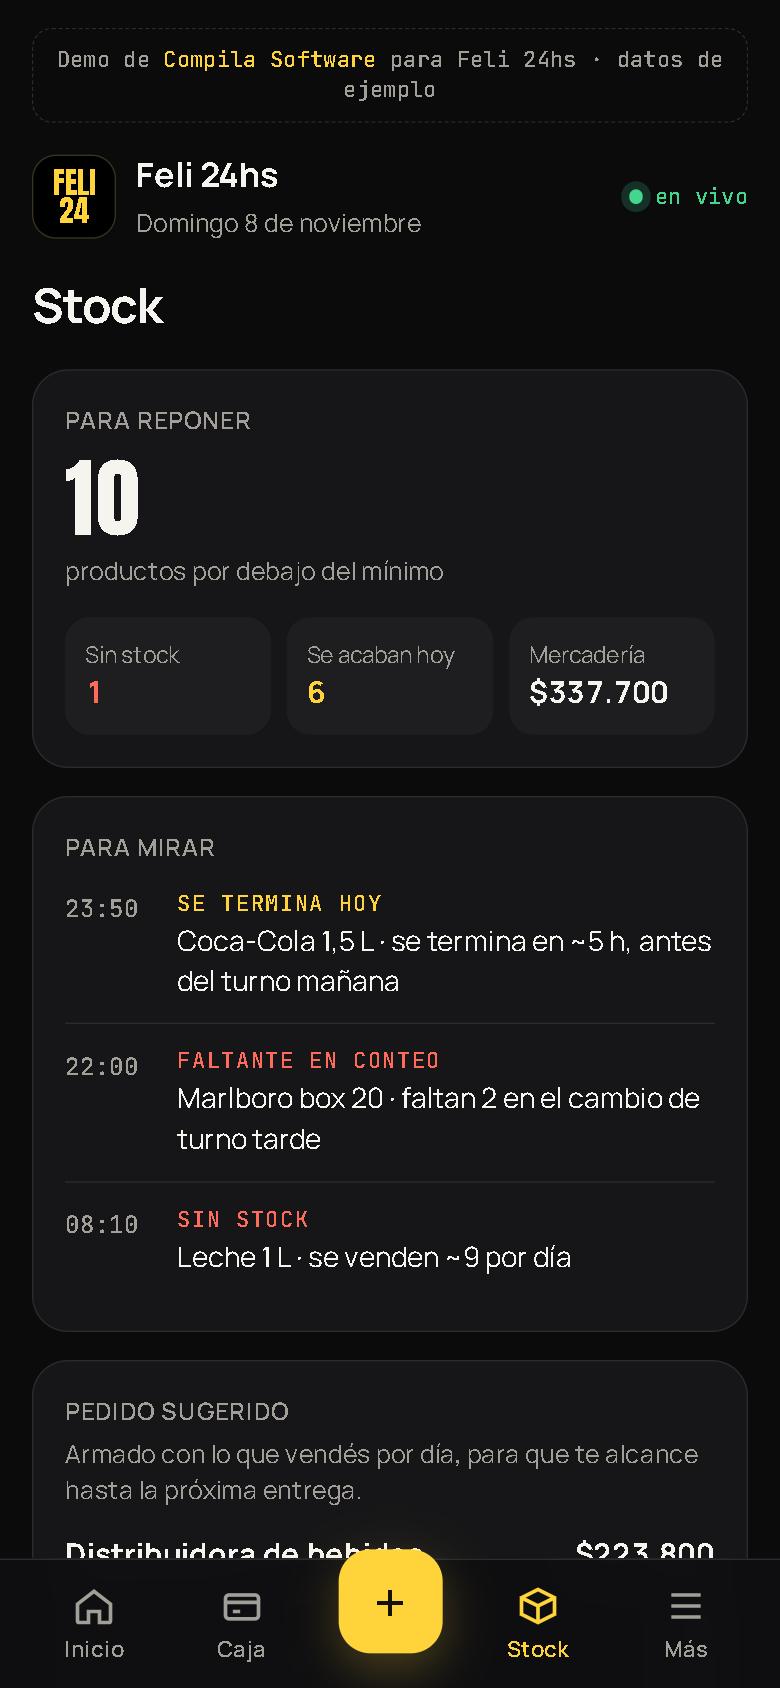 Demo de Compila Software para Feli 24hs · datos de
ejemplo
FELI
24
Feli 24hs
Domingo 8 de noviembre
en vivo
Stock
PARA REPONER
10
productos por debajo del mínimo
Sin stock
1
Se acaban hoy
6
Mercadería
$337.700
PARA MIRAR
23:50
SE TERMINA HOY
Coca-Cola 1,5 L · se termina en ~5 h, antes
del turno mañana
22:00
FALTANTE EN CONTEO
Marlboro box 20 · faltan 2 en el cambio de
turno tarde
08:10
SIN STOCK
Leche 1 L · se venden ~9 por día
PEDIDO SUGERIDO
Armado con lo que vendés por día, para que te alcance
hasta la próxima entrega.
Distribuidora de bebidas
$223.800
+
Inicio
Caja
Stock
Más